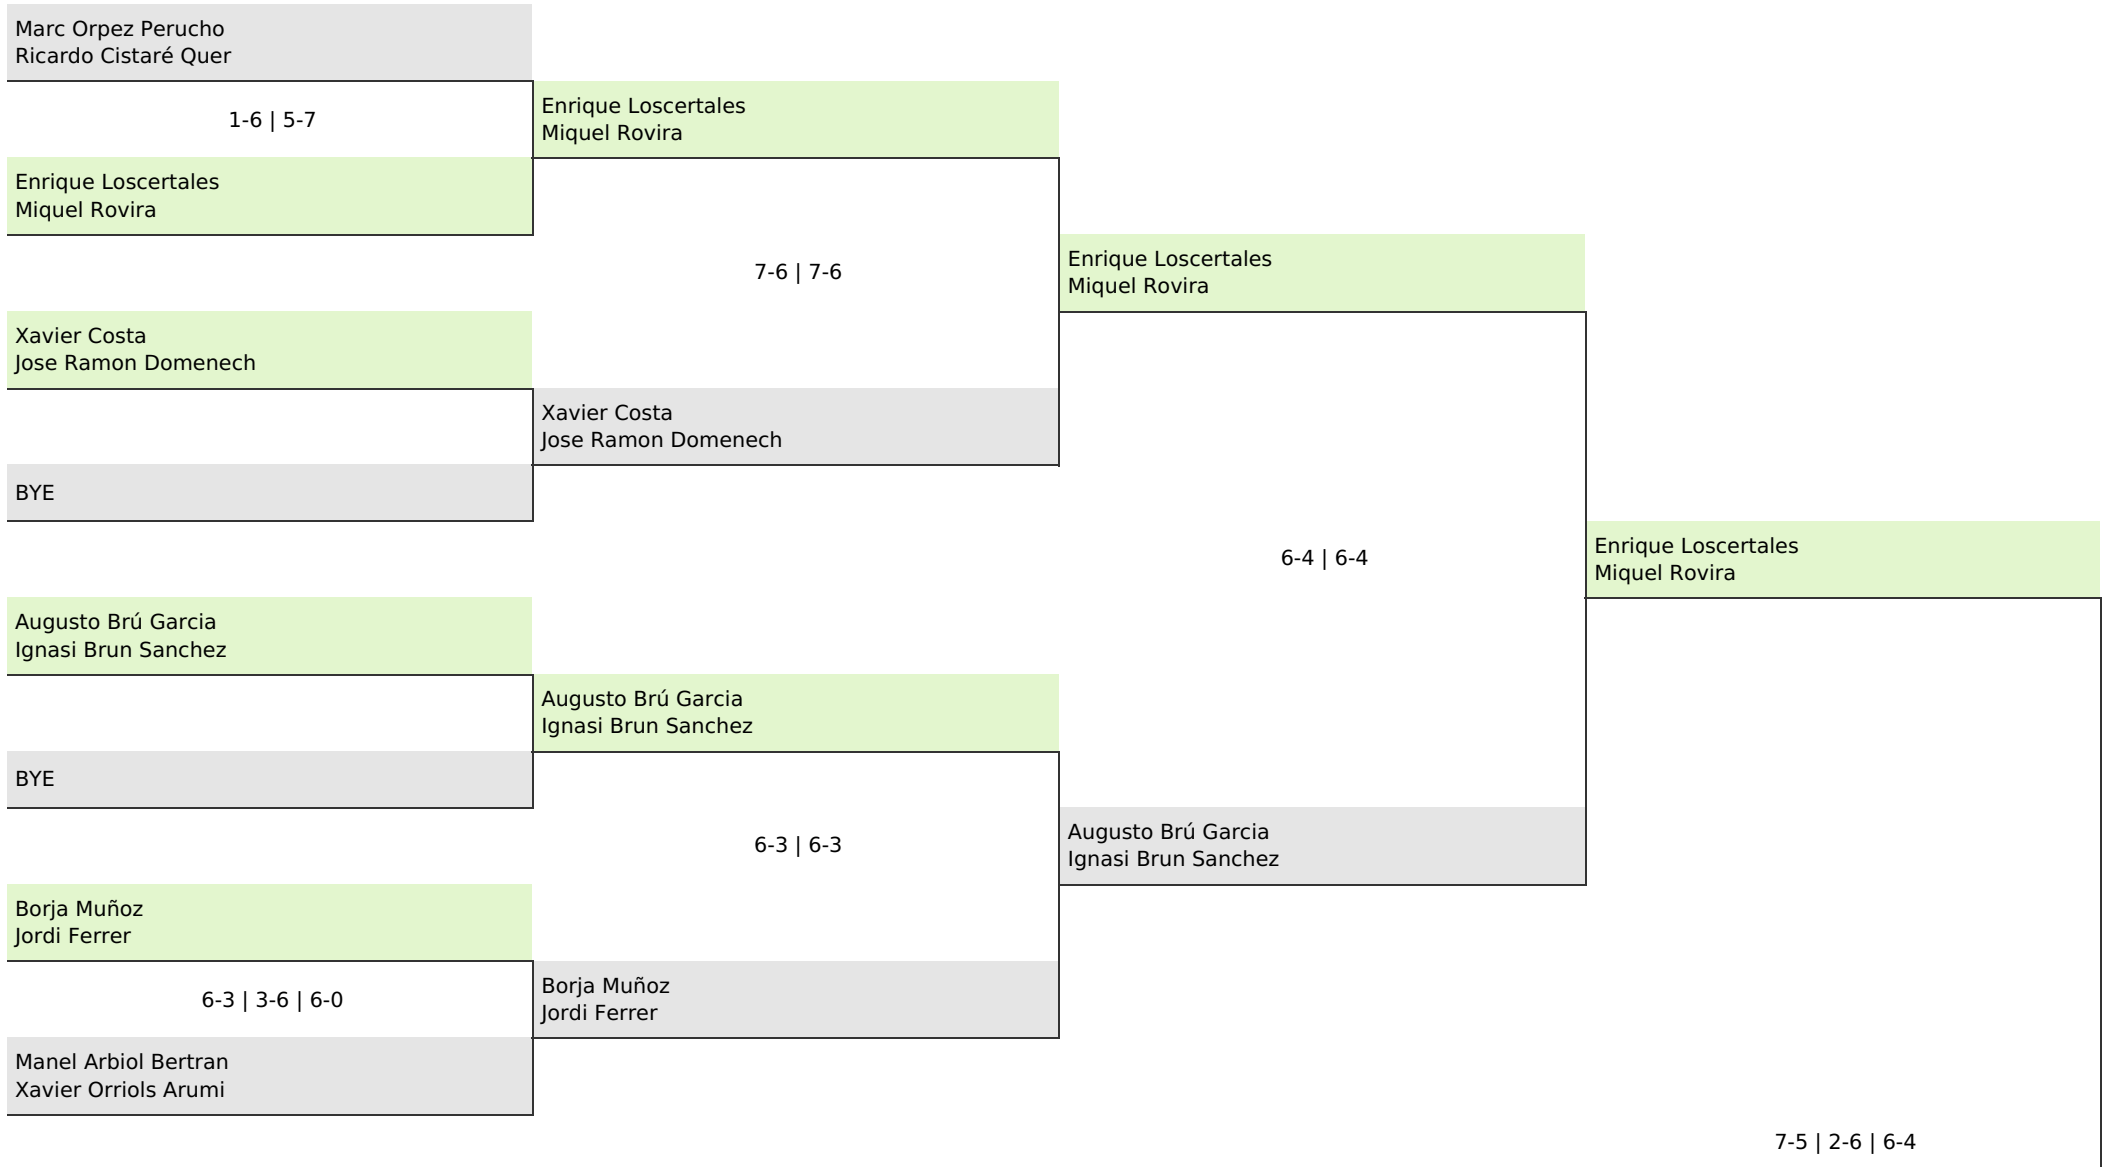 Marc Orpez Perucho
Ricardo Cistaré Quer
1-6 | 5-7
Enrique Loscertales
Miquel Rovira
Enrique Loscertales
Miquel Rovira
7-6 | 7-6
Enrique Loscertales
Miquel Rovira
Xavier Costa
Jose Ramon Domenech
Xavier Costa
Jose Ramon Domenech
BYE
6-4 | 6-4
Enrique Loscertales
Miquel Rovira
Augusto Brú Garcia
Ignasi Brun Sanchez
Augusto Brú Garcia
Ignasi Brun Sanchez
BYE
6-3 | 6-3
Augusto Brú Garcia
Ignasi Brun Sanchez
Borja Muñoz
Jordi Ferrer
6-3 | 3-6 | 6-0
Borja Muñoz
Jordi Ferrer
Manel Arbiol Bertran
Xavier Orriols Arumi
7-5 | 2-6 | 6-4